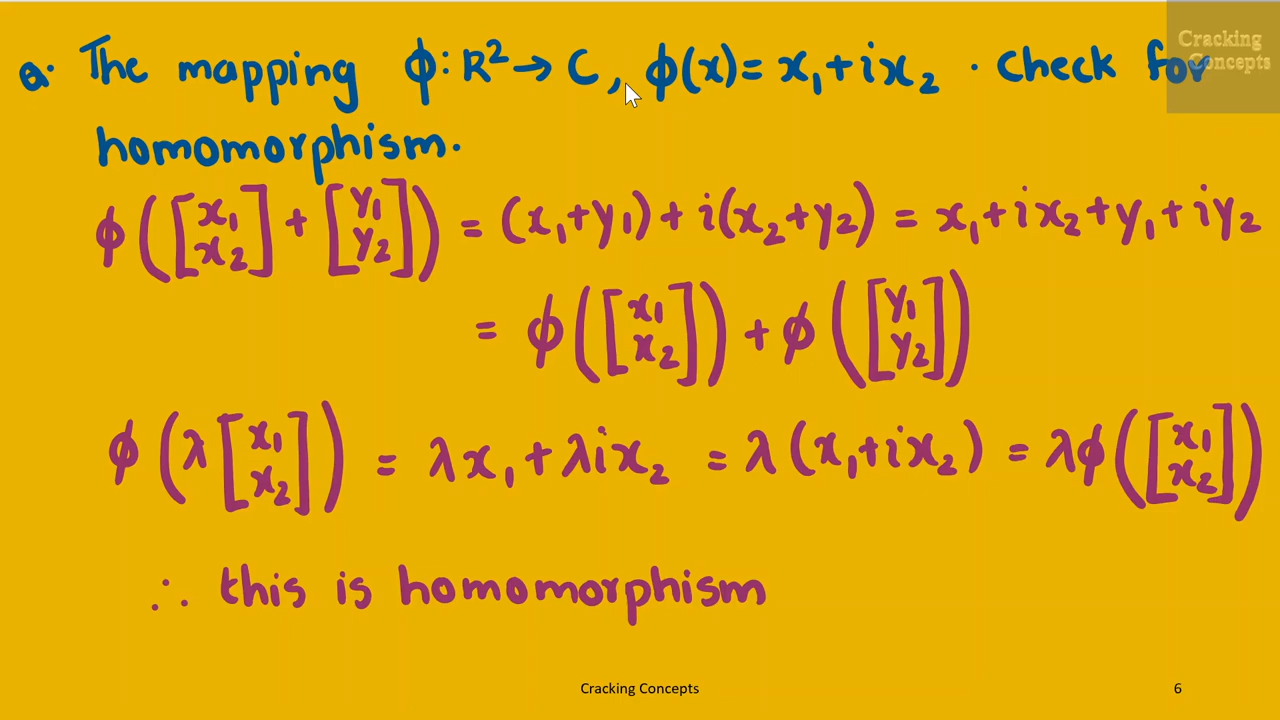 Q. The mapping φ: R² → C, φ(x) = x₁ + ix₂ . check for
homomorphism.
φ([x₁ x₂] + [y₁ y₂]) = (x₁+y₁) + i(x₂+y₂) = x₁+ix₂+y₁+iy₂
= φ([x₁ x₂]) + φ([y₁ y₂])
φ(λ[x₁ x₂]) = λx₁ + λix₂ = λ(x₁+ix₂) = λφ([x₁ x₂])
∴ this is homomorphism
Cracking Concepts
6
Cracking
Concepts